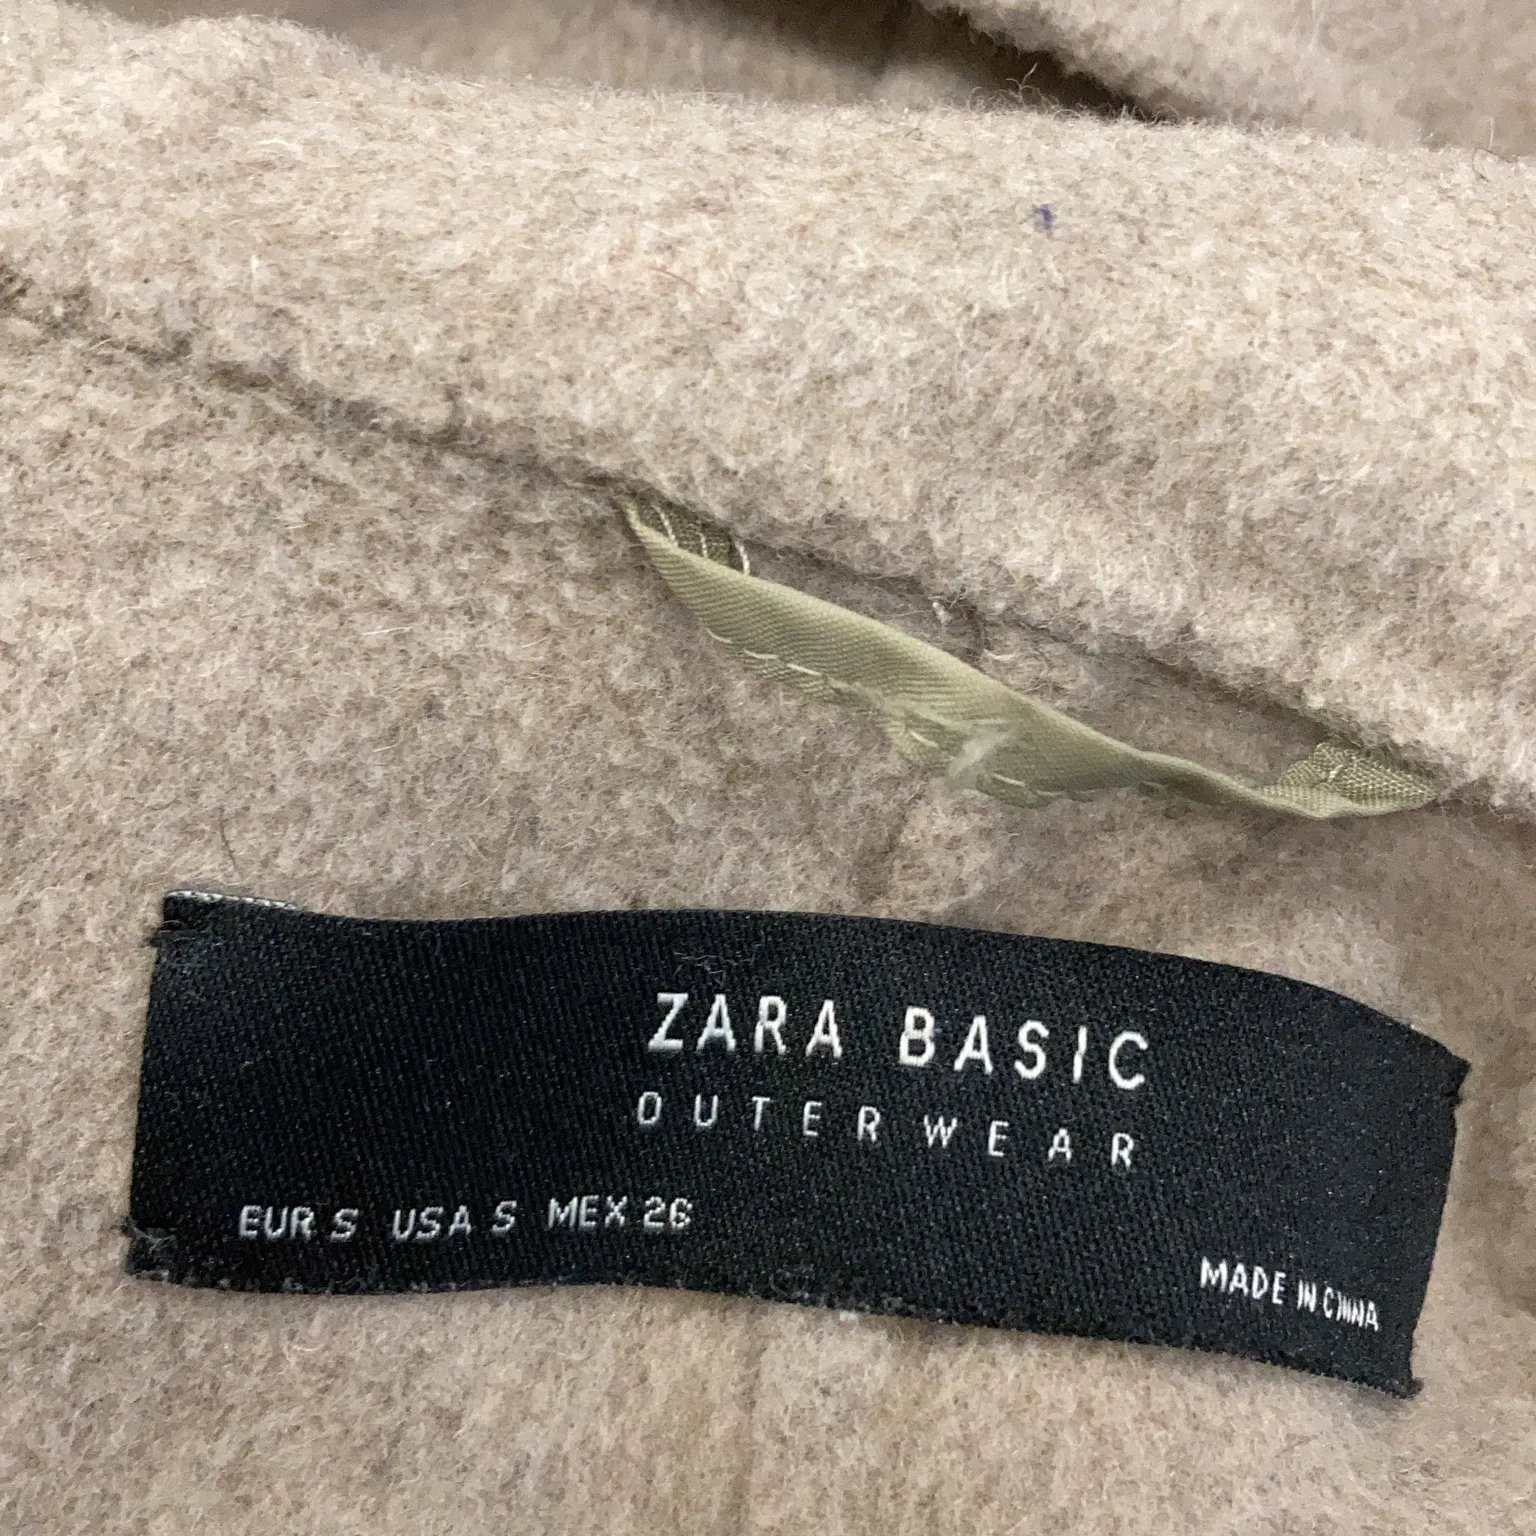 ZARA BASIC
OUTERWEAR
EUR S USA S MEX 26
MADE IN CHINA